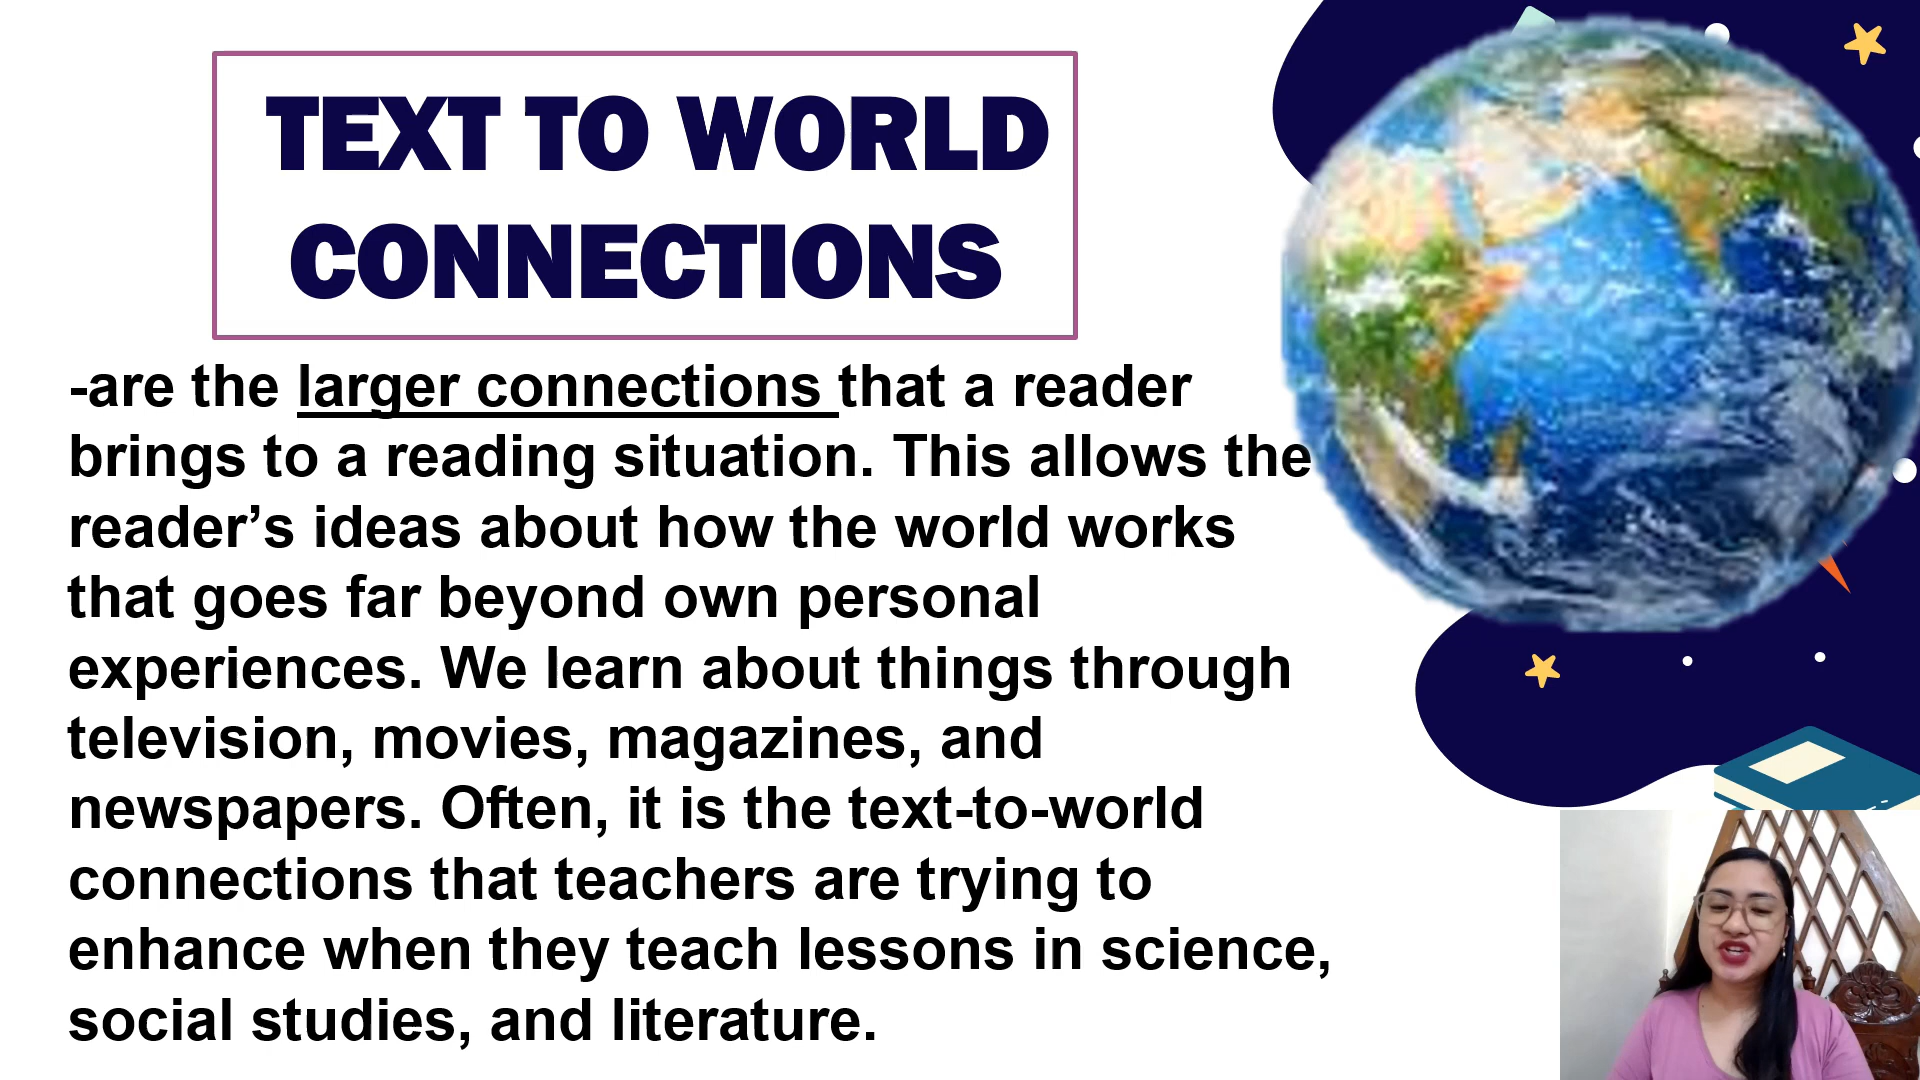 TEXT TO WORLD
CONNECTIONS
-are the larger connections that a reader
brings to a reading situation. This allows the
reader’s ideas about how the world works
that goes far beyond own personal
experiences. We learn about things through
television, movies, magazines, and
newspapers. Often, it is the text-to-world
connections that teachers are trying to
enhance when they teach lessons in science,
social studies, and literature.